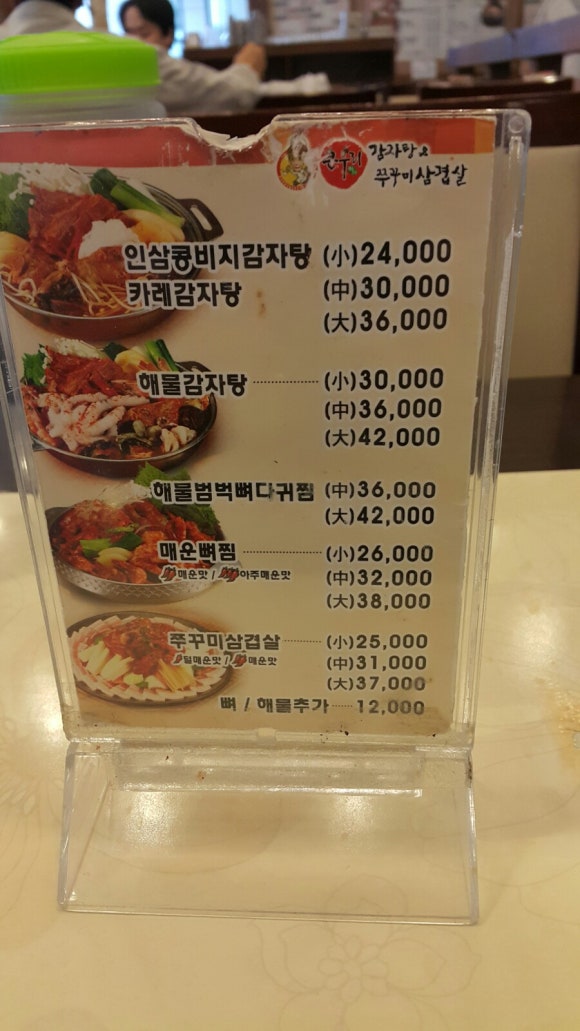 큰뚜리 감자탕 &
쭈꾸미삼겹살
인삼콩비지감자탕 (小)24,000
카레감자탕 (中)30,000
(大)36,000
해물감자탕 (小)30,000
(中)36,000
(大)42,000
해물범벅뼈다귀찜 (中)36,000
(大)42,000
매운뼈찜 (小)26,000
매운맛 / 아주매운맛 (中)32,000
(大)38,000
쭈꾸미삼겹살 (小)25,000
덜매운맛 / 매운맛 (中)31,000
(大)37,000
뼈 / 해물추가 12,000